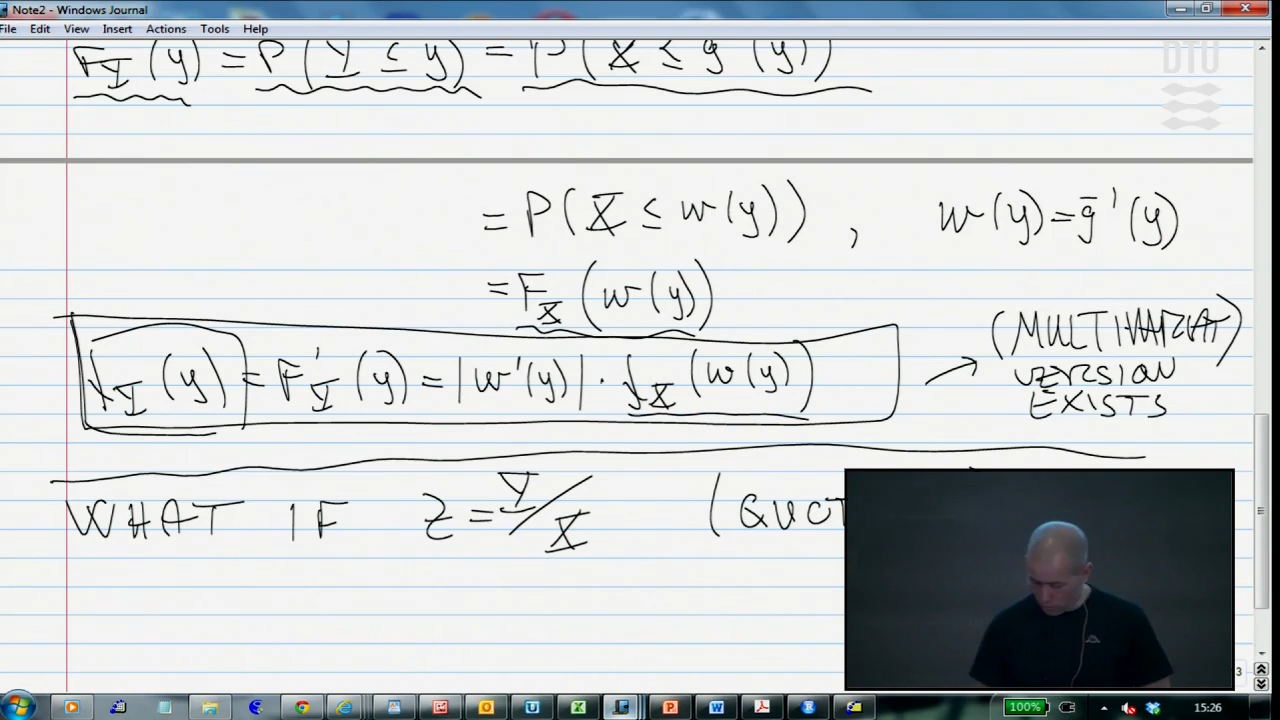 Note2 - Windows Journal
File Edit View Insert Actions Tools Help
F_Y(y) = P(Y ≤ y) = P(X ≤ g (y))
DTU
= P(X ≤ w(y)) , w(y) = g⁻¹(y)
= F_X(w(y))
f_Y(y) = F'_Y(y) = |w'(y)| · f_X(w(y))
(MULTIVARIAT)
VERSION
EXISTS
WHAT IF Z = Y/X (QUOT
3
100% 15:26